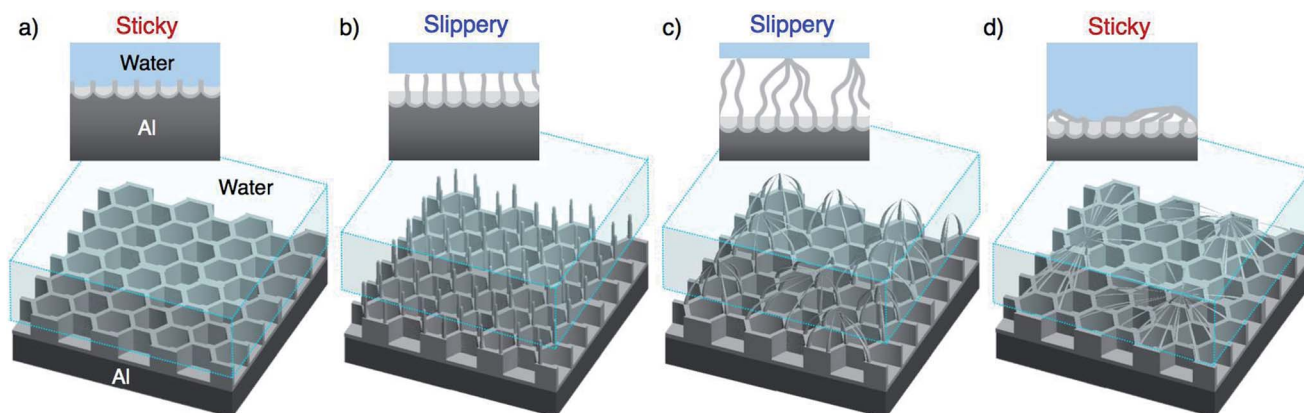 a) Sticky
Water
Al
Water
Al
b) Slippery
c) Slippery
d) Sticky